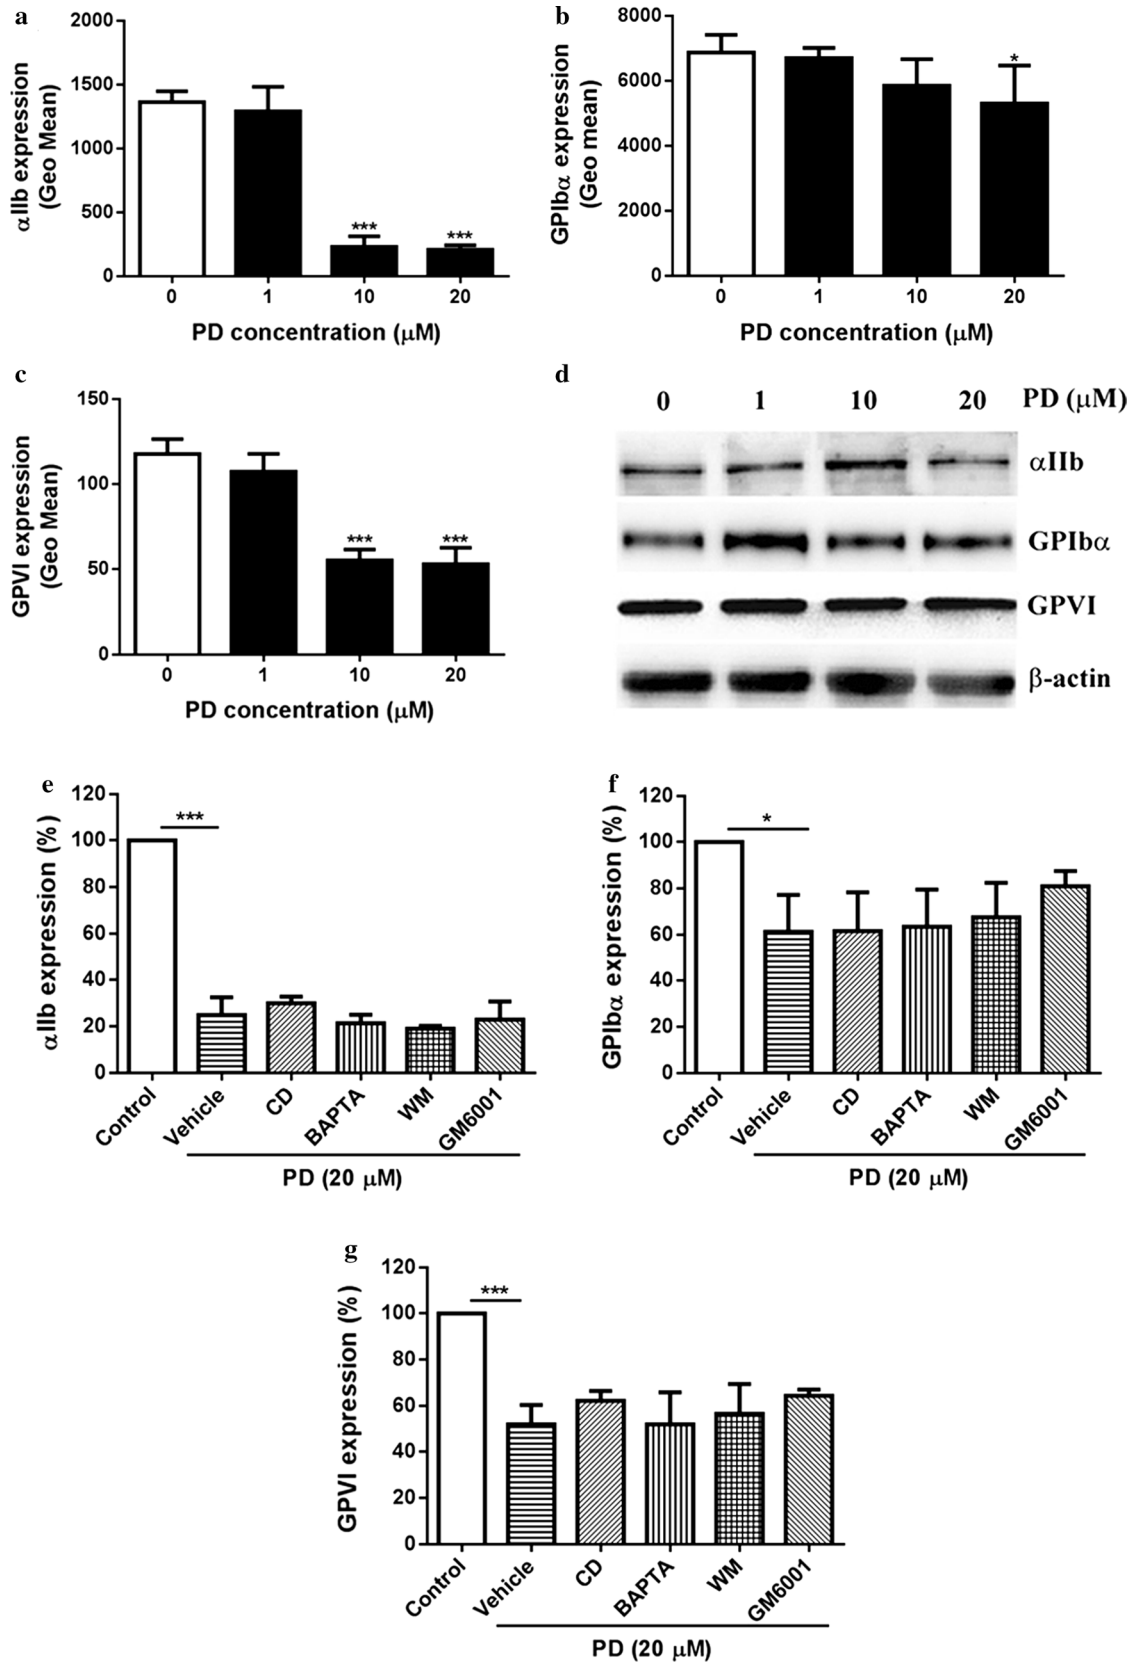 a
αIIb expression
(Geo Mean)
2000
1500
1000
500
0
***
***
0 1 10 20
PD concentration (μM)
b
GPIbα expression
(Geo mean)
8000
6000
4000
2000
0
*
0 1 10 20
PD concentration (μM)
c
GPVI expression
(Geo Mean)
150
100
50
0
***
***
0 1 10 20
PD concentration (μM)
d
0 1 10 20 PD (μM)
αIIb
GPIbα
GPVI
β-actin
e
αIIb expression (%)
120
100
80
60
40
20
0
***
Control Vehicle CD BAPTA WM GM6001
PD (20 μM)
f
GPIbα expression (%)
120
100
80
60
40
20
0
*
Control Vehicle CD BAPTA WM GM6001
PD (20 μM)
g
GPVI expression (%)
120
100
80
60
40
20
0
***
Control Vehicle CD BAPTA WM GM6001
PD (20 μM)